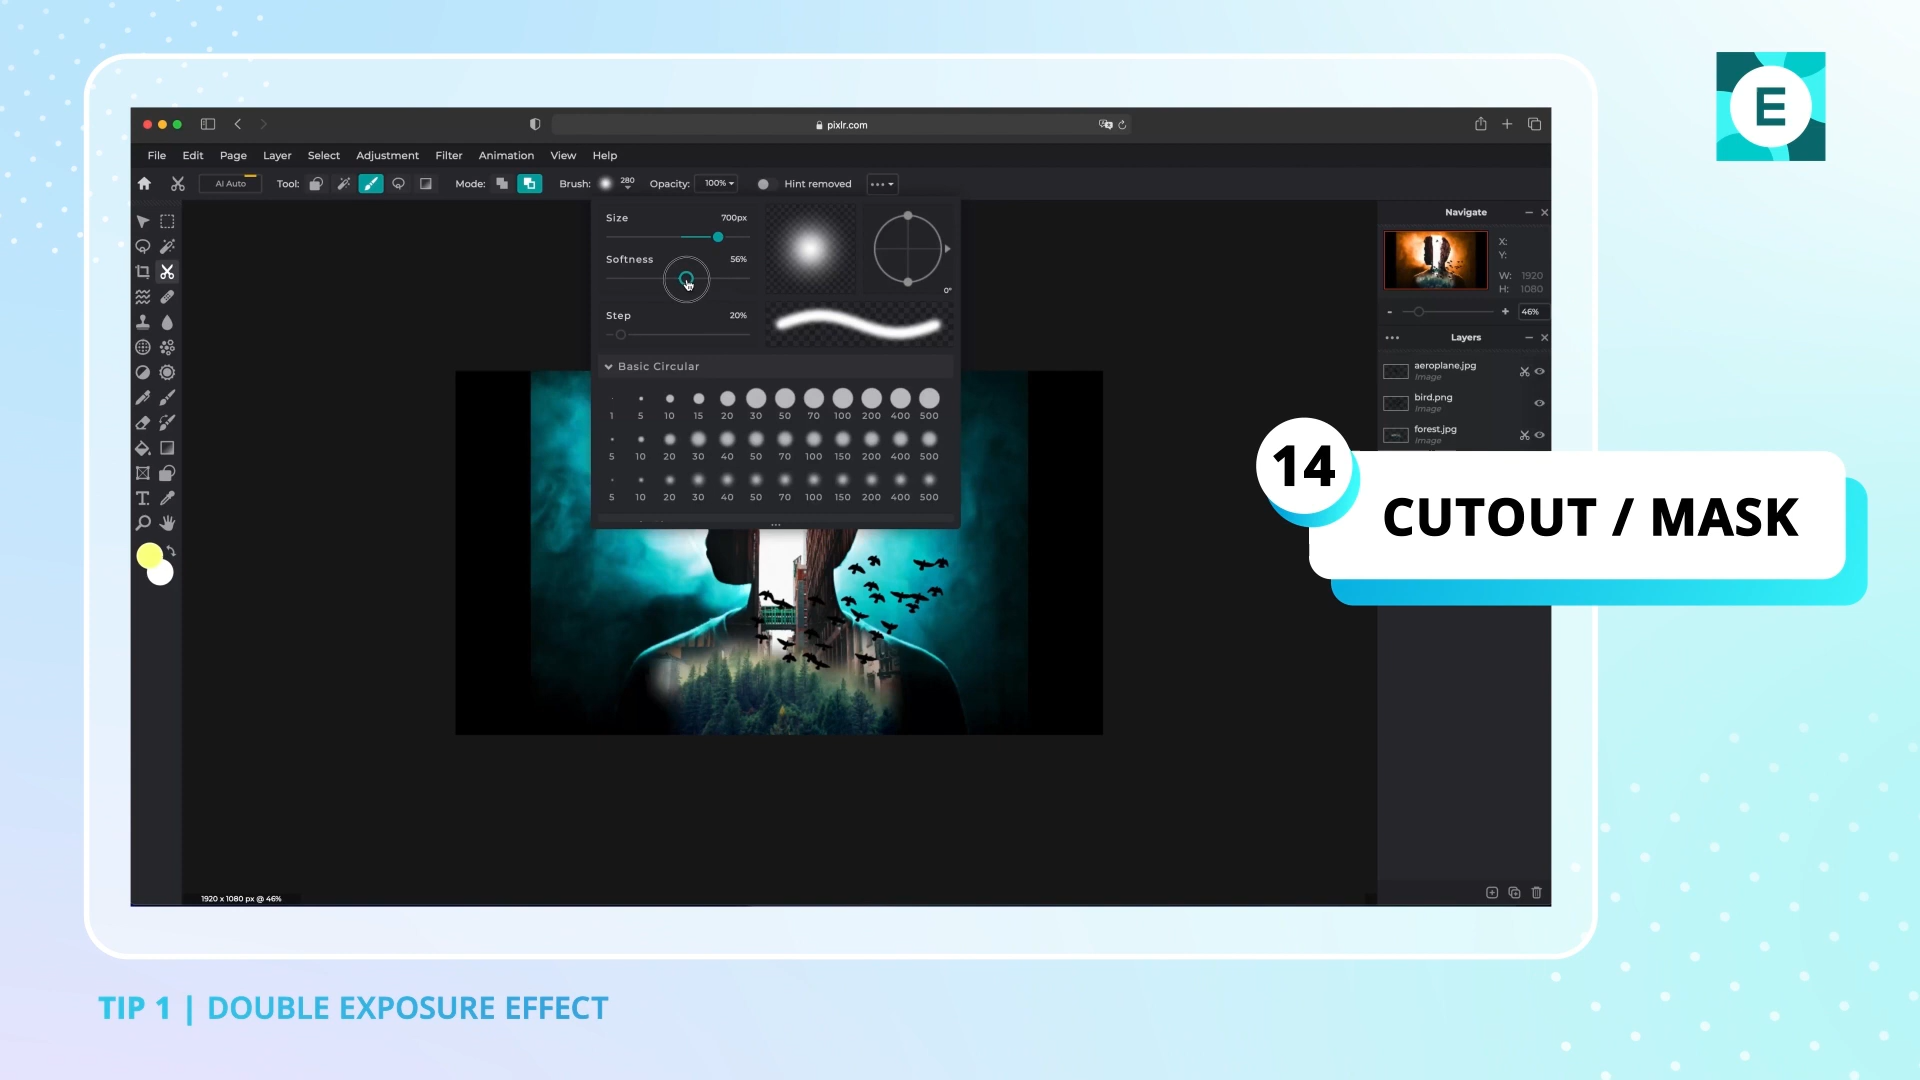 E
pixlr.com
File Edit Page Layer Select Adjustment Filter Animation View Help
AI Auto Tool: Mode: Brush: 280 Opacity: 100% Hint removed
Size 700px
Softness 56%
Step 20%
0°
Basic Circular
1 5 10 15 20 30 50 70 100 200 400 500
5 10 20 30 40 50 70 100 150 200 400 500
5 10 20 30 40 50 70 100 150 200 400 500
Navigate
X:
Y:
W: 1920
H: 1080
- + 46%
Layers
aeroplane.jpg
Image
bird.png
Image
forest.jpg
Image
14
CUTOUT / MASK
1920 x 1080 px @ 46%
TIP 1 | DOUBLE EXPOSURE EFFECT